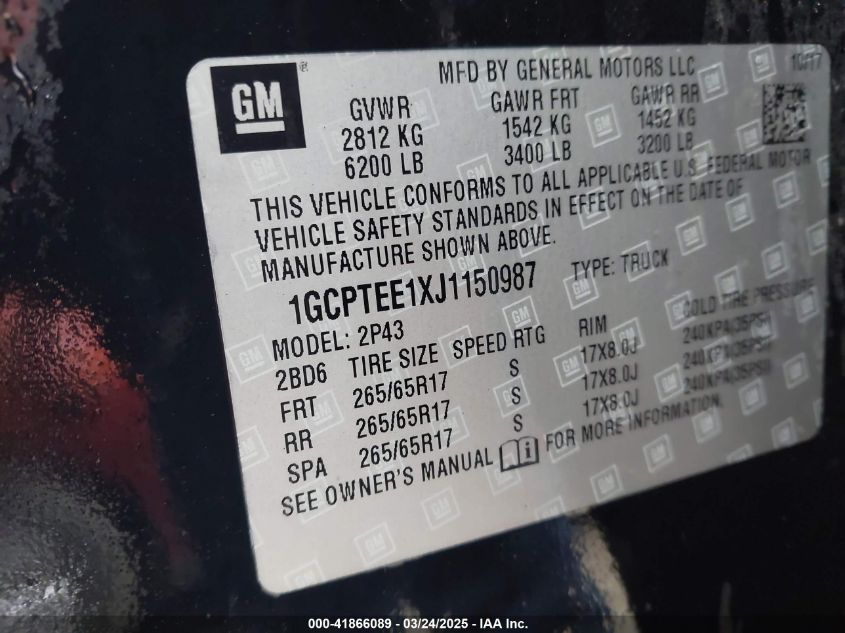 GM ® MFD BY GENERAL MOTORS LLC 10/17
GVWR GAWR FRT GAWR RR
2812 KG 1542 KG 1452 KG
6200 LB 3400 LB 3200 LB
THIS VEHICLE CONFORMS TO ALL APPLICABLE U.S. FEDERAL MOTOR
VEHICLE SAFETY STANDARDS IN EFFECT ON THE DATE OF
MANUFACTURE SHOWN ABOVE.
1GCPTEE1XJ1150987 TYPE: TRUCK
MODEL: 2P43
2BD6 TIRE SIZE SPEED RTG RIM COLD TIRE PRESSURE
FRT 265/65R17 S 17X8.0J 240KPA(35PSI)
RR 265/65R17 S 17X8.0J 240KPA(35PSI)
SPA 265/65R17 S 17X8.0J 240KPA(35PSI)
SEE OWNER'S MANUAL FOR MORE INFORMATION.
000-41866089 - 03/24/2025 - IAA Inc.